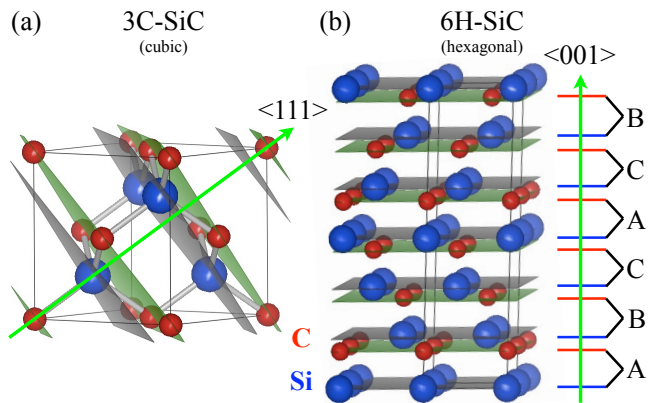 (a)
3C-SiC
(cubic)
<111>
(b)
6H-SiC
(hexagonal)
<001>
B
C
A
C
B
A
C
Si